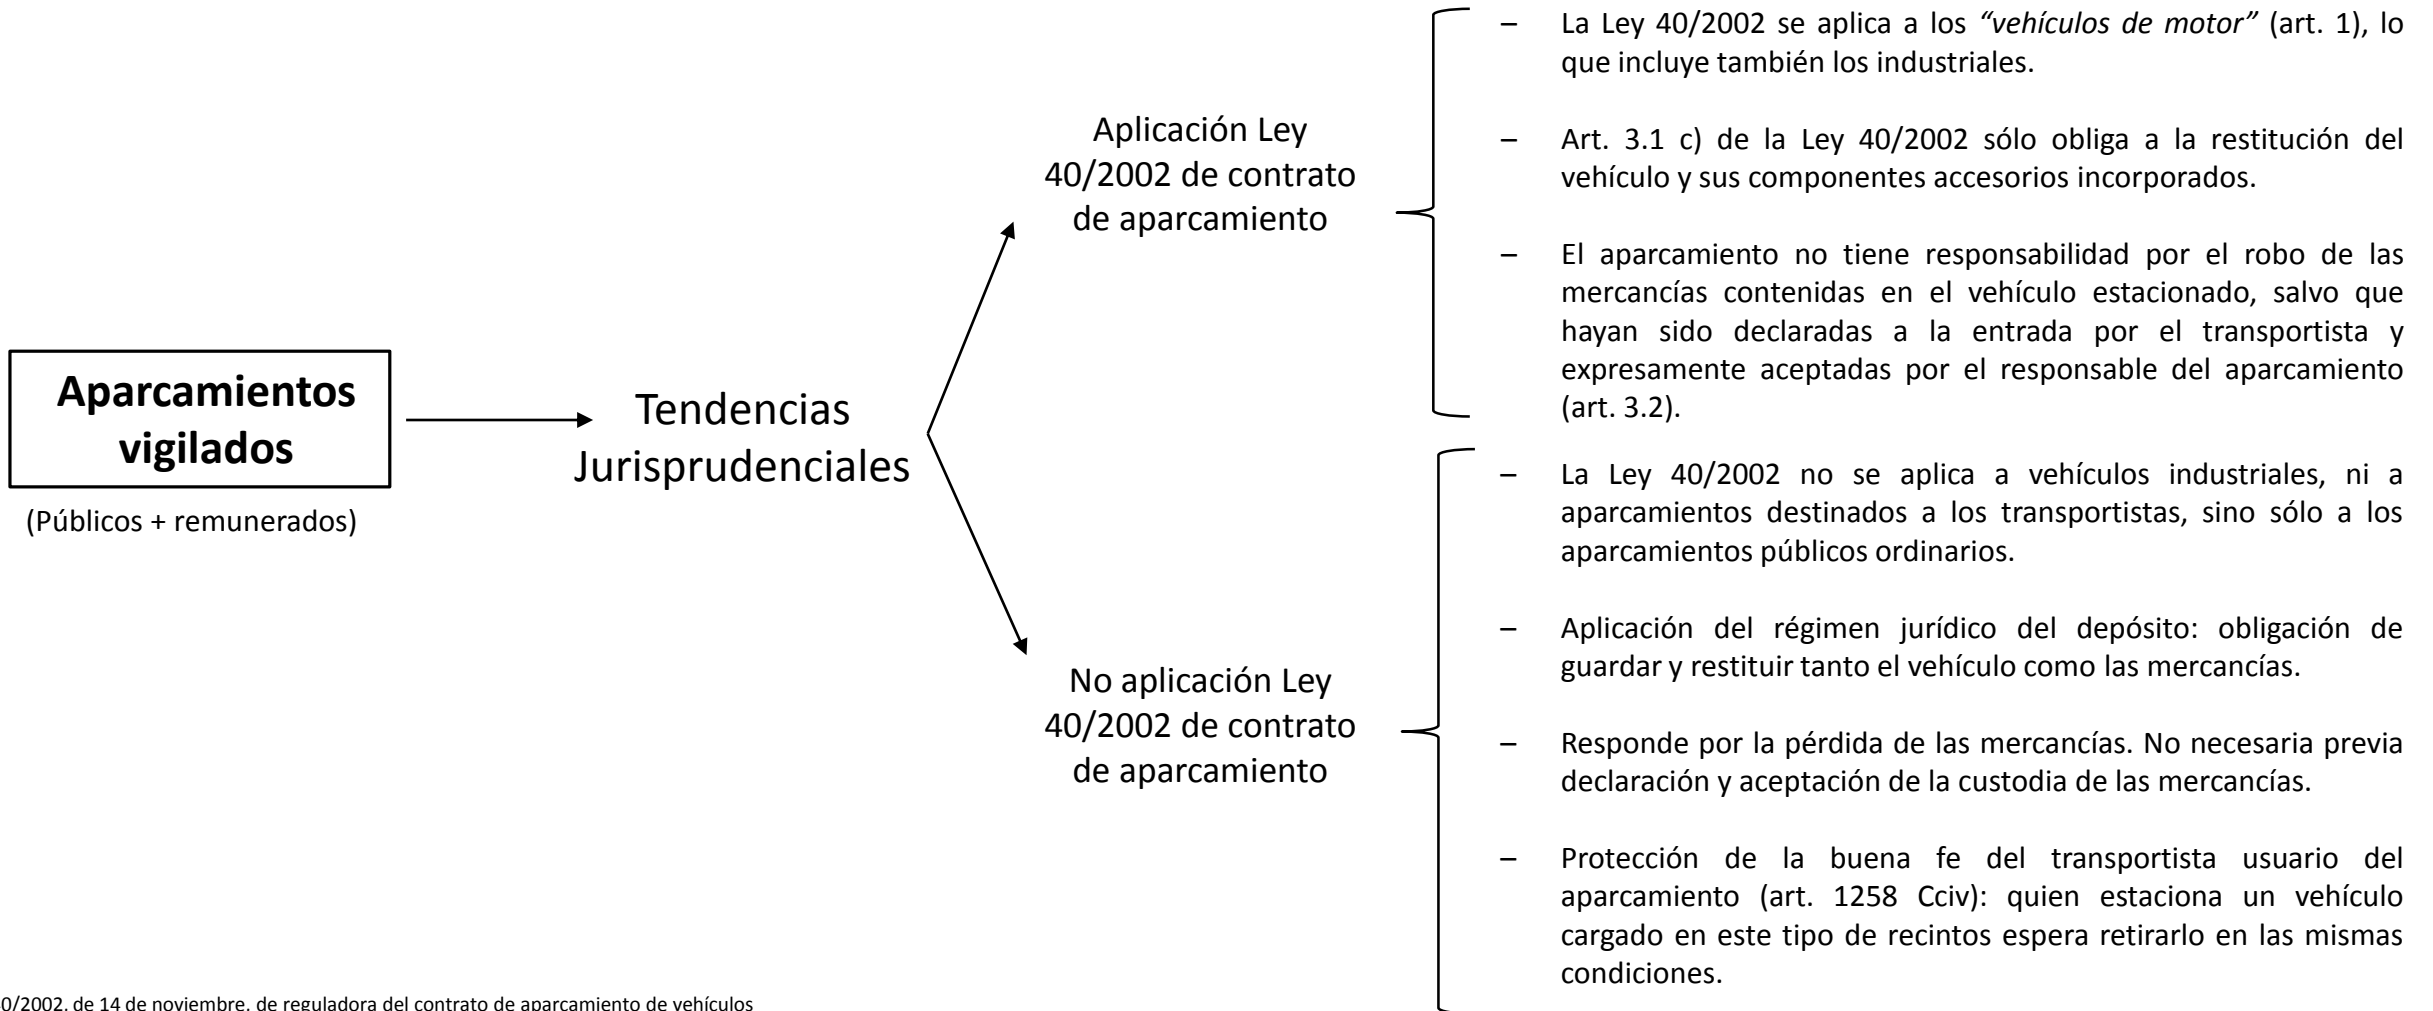 Aparcamientos
vigilados
(Públicos + remunerados)
Tendencias
Jurisprudenciales
Aplicación Ley
40/2002 de contrato
de aparcamiento
– La Ley 40/2002 se aplica a los “vehículos de motor” (art. 1), lo
que incluye también los industriales.
– Art. 3.1 c) de la Ley 40/2002 sólo obliga a la restitución del
vehículo y sus componentes accesorios incorporados.
– El aparcamiento no tiene responsabilidad por el robo de las
mercancías contenidas en el vehículo estacionado, salvo que
hayan sido declaradas a la entrada por el transportista y
expresamente aceptadas por el responsable del aparcamiento
(art. 3.2).
No aplicación Ley
40/2002 de contrato
de aparcamiento
– La Ley 40/2002 no se aplica a vehículos industriales, ni a
aparcamientos destinados a los transportistas, sino sólo a los
aparcamientos públicos ordinarios.
– Aplicación del régimen jurídico del depósito: obligación de
guardar y restituir tanto el vehículo como las mercancías.
– Responde por la pérdida de las mercancías. No necesaria previa
declaración y aceptación de la custodia de las mercancías.
– Protección de la buena fe del transportista usuario del
aparcamiento (art. 1258 Cciv): quien estaciona un vehículo
cargado en este tipo de recintos espera retirarlo en las mismas
condiciones.
0/2002, de 14 de noviembre, de reguladora del contrato de aparcamiento de vehículos